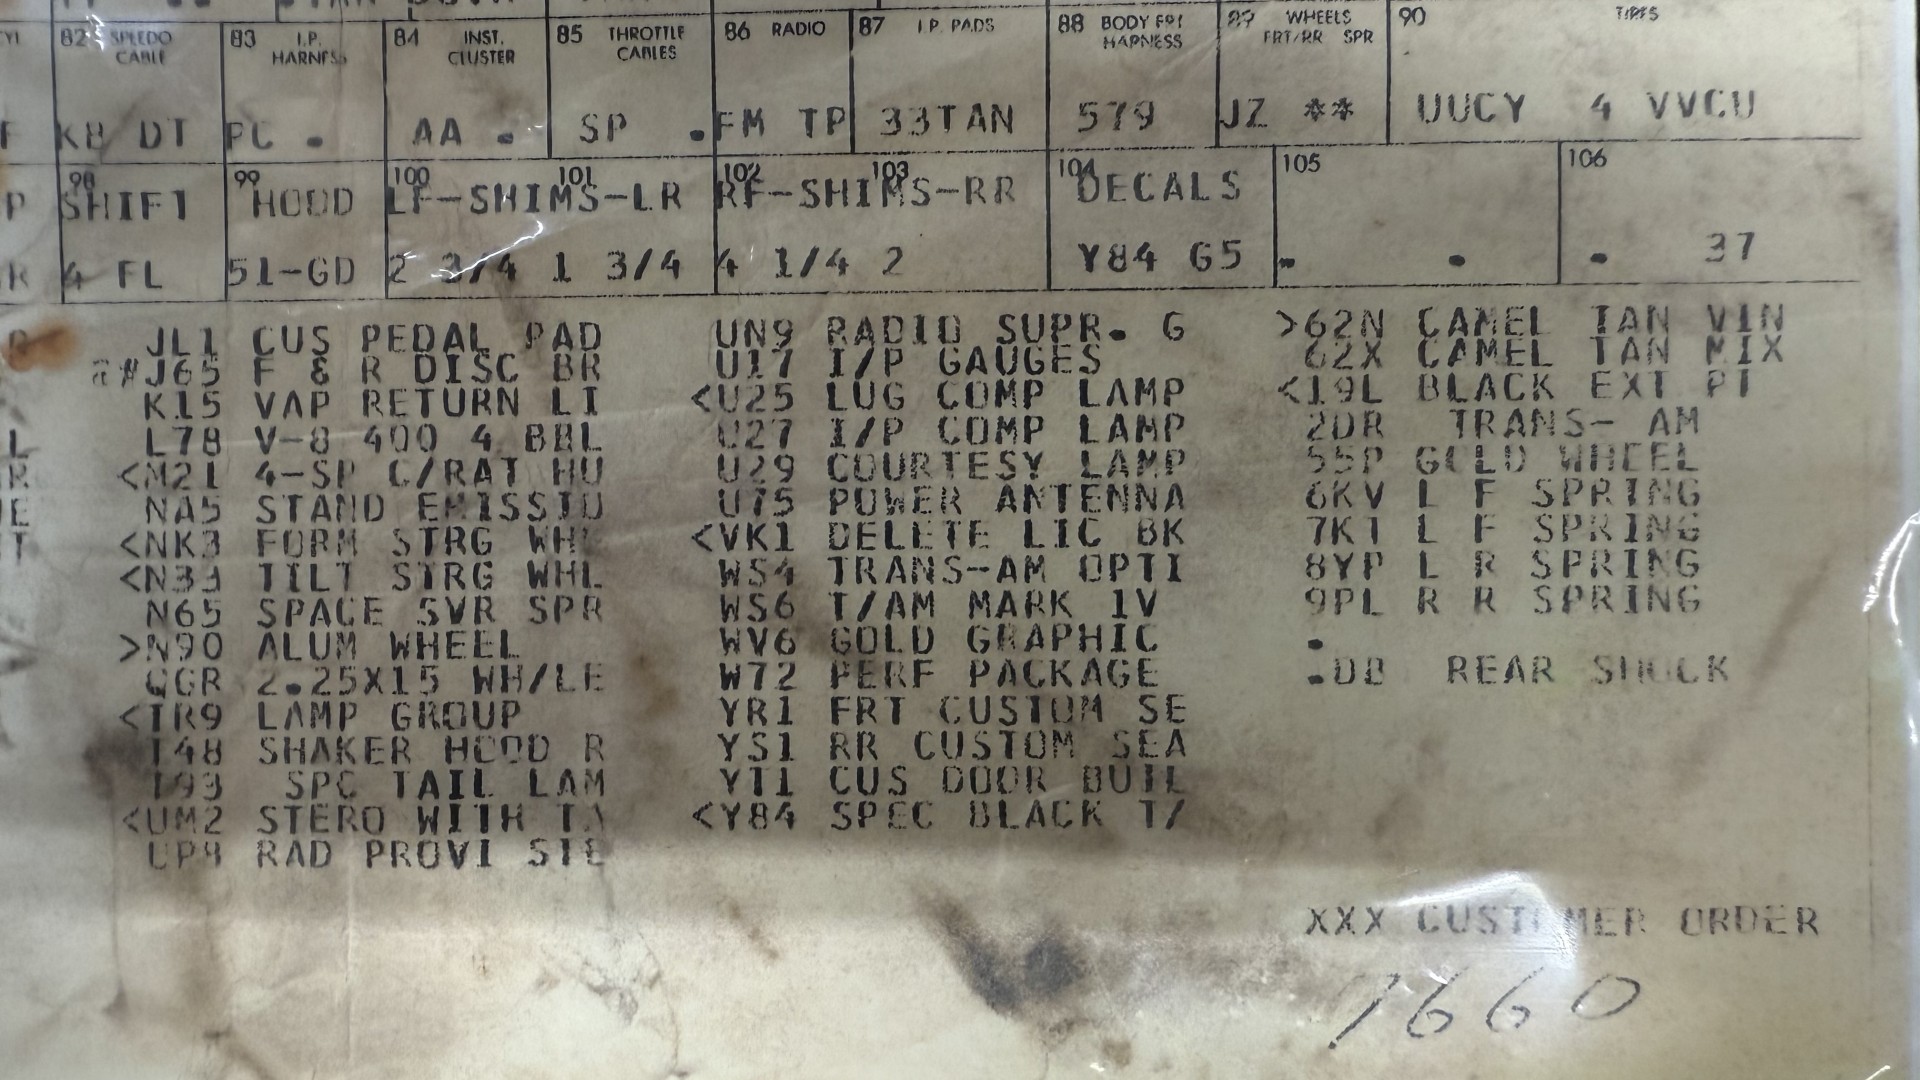 82 SPEEDO CABLE 83 I.P. HARNESS 84 INST. CLUSTER 85 THROTTLE CABLES 86 RADIO 87 I.P. PADS 88 BODY FRT HARNESS 89 WHEELS FRT/RR SPR 90 TIRES
K8 DT PC . AA . SP . FM TP 33TAN 579 JZ ** UUCY 4 VVCU
98 99 100 101 102 103 104 105 106
SHIFT HOOD LF-SHIMS-LR RF-SHIMS-RR DECALS
R 4 FL 51-GD 2 3/4 1 3/4 4 1/4 2 Y84 G5 . . . 37
JL1 CUS PEDAL PAD
#J65 F & R DISC BR
K15 VAP RETURN LI
L78 V-8 400 4 BBL
<M21 4-SP C/RAT HU
NA5 STAND EMISSIO
<NK3 FORM STRG WHL
<N33 TILT STRG WHL
N65 SPACE SVR SPR
>N90 ALUM WHEEL
QGR 2.25X15 WH/LE
<TR9 LAMP GROUP
T48 SHAKER HOOD R
T93 SPC TAIL LAM
<UM2 STERO WITH TA
UP8 RAD PROVI STE
UN9 RADIO SUPR. G
U17 I/P GAUGES
<U25 LUG COMP LAMP
U27 I/P COMP LAMP
U29 COURTESY LAMP
U75 POWER ANTENNA
<VK1 DELETE LIC BK
WS4 TRANS-AM OPTI
WS6 T/AM MARK 1V
WV6 GOLD GRAPHIC
W72 PERF PACKAGE
YR1 FRT CUSTOM SE
YS1 RR CUSTOM SEA
YT1 CUS DOOR BUIL
<Y84 SPEC BLACK T/
>62N CAMEL TAN VIN
62X CAMEL TAN MIX
<19L BLACK EXT PT
2DR TRANS- AM
55P GOLD WHEEL
6KV L F SPRING
7KT L F SPRING
8YP L R SPRING
9PL R R SPRING
.
.DB REAR SHOCK
XXX CUSTOMER ORDER
7660